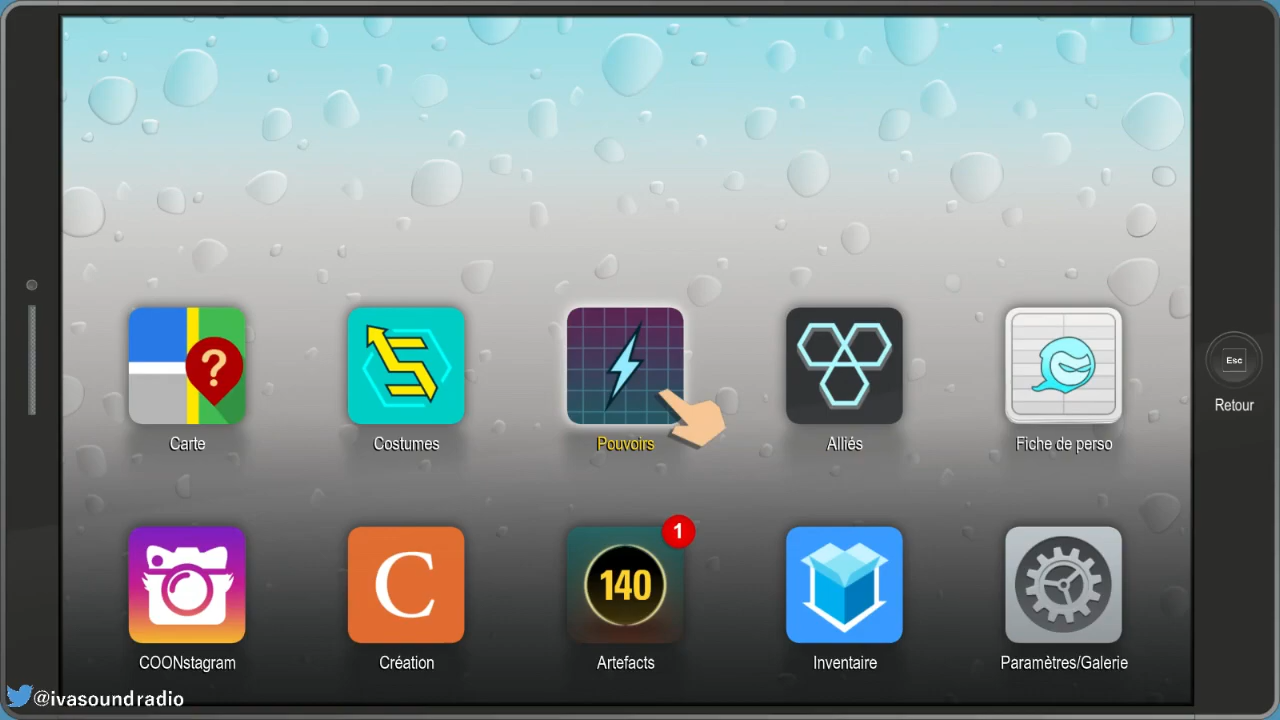 ?
Carte
Costumes
Pouvoirs
Alliés
Fiche de perso
Esc
Retour
COONstagram
C
Création
140
1
Artefacts
Inventaire
Paramètres/Galerie
@ivasoundradio